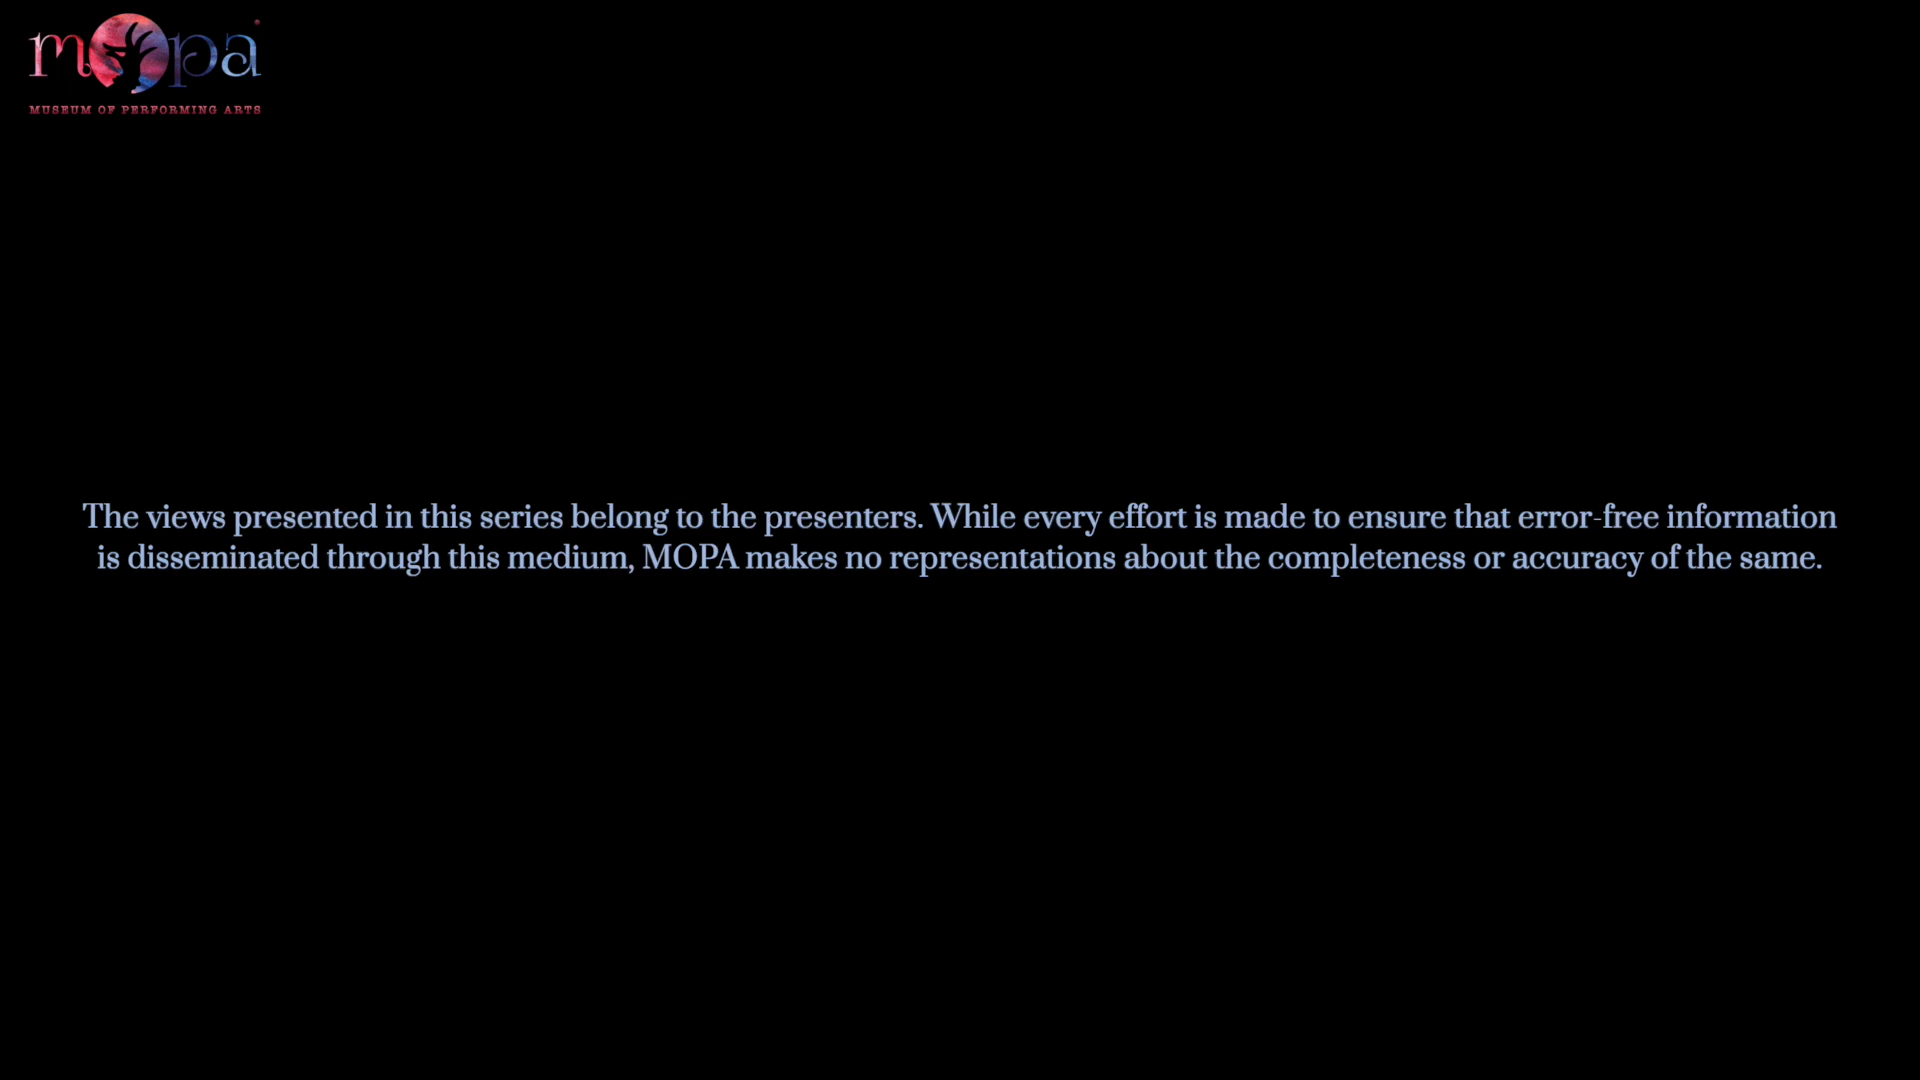 mopa
MUSEUM OF PERFORMING ARTS
The views presented in this series belong to the presenters. While every effort is made to ensure that error-free information
is disseminated through this medium, MOPA makes no representations about the completeness or accuracy of the same.